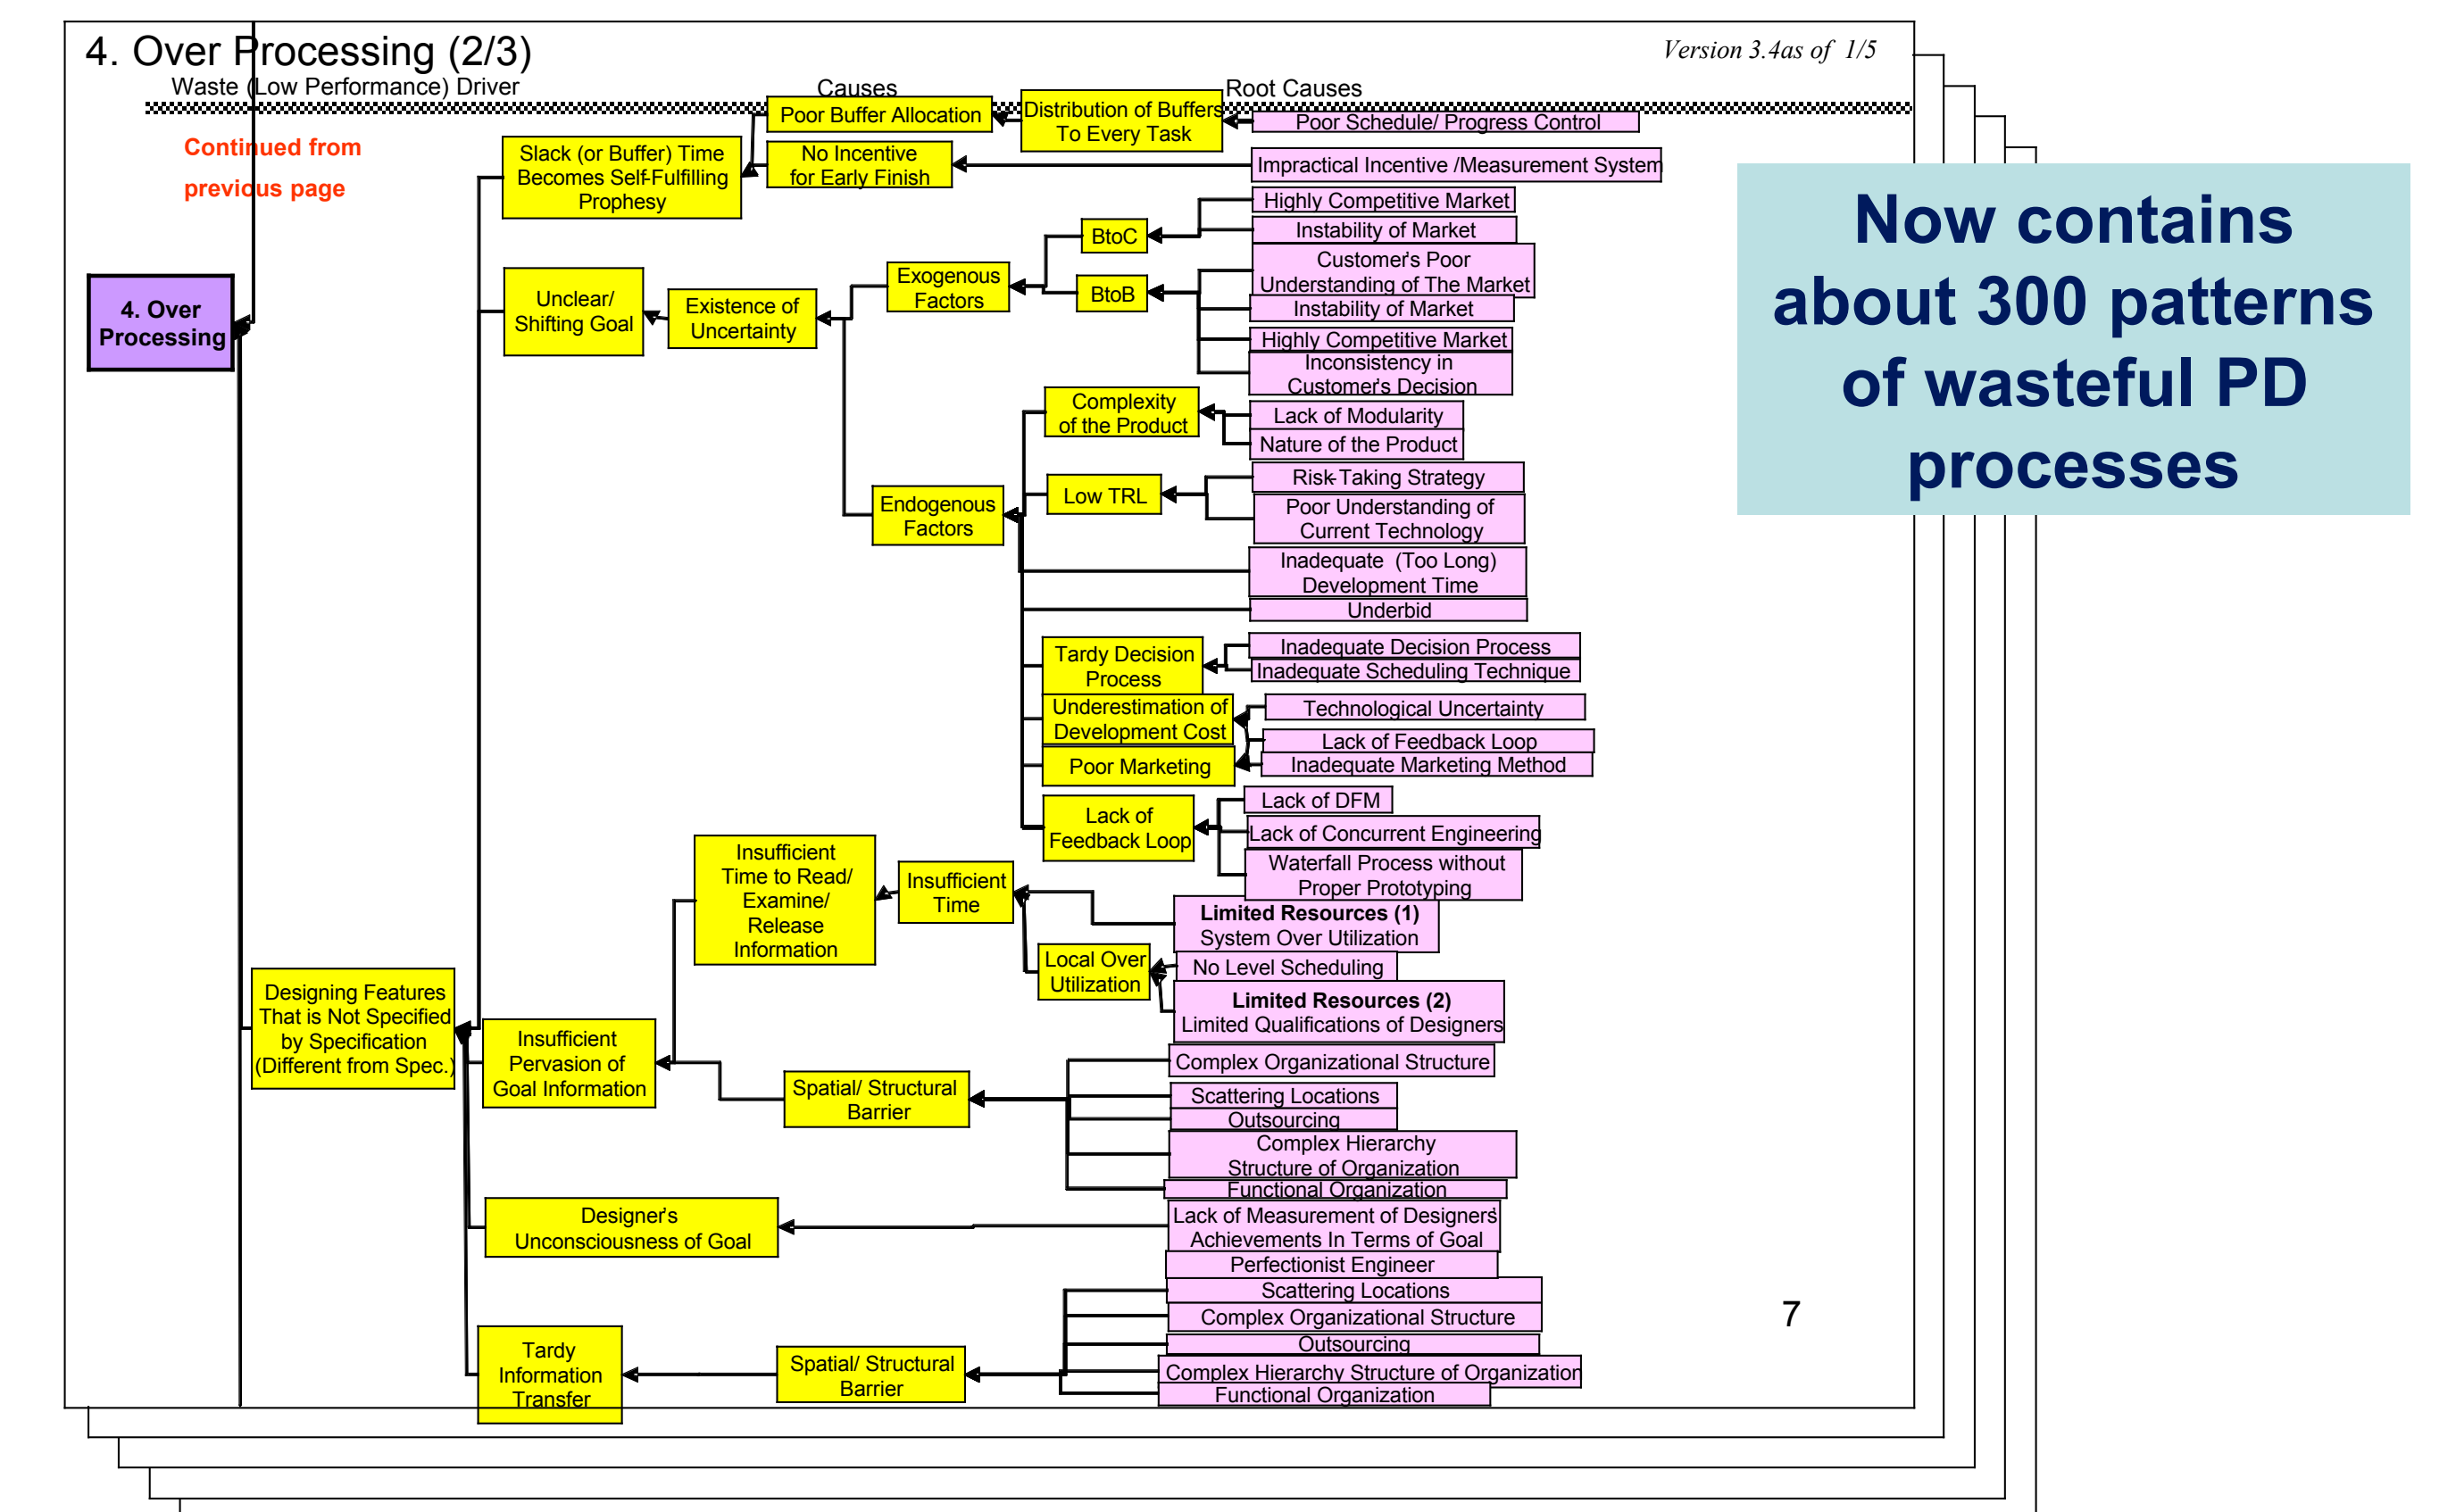 4. Over Processing (2/3)
Version 3.4as of 1/5
Waste (Low Performance) Driver
Causes
Root Causes
Continued from
previous page
4. Over
Processing
Designing Features
That is Not Specified
by Specification
(Different from Spec.)
Slack (or Buffer) Time
Becomes Self-Fulfilling
Prophesy
Poor Buffer Allocation
Distribution of Buffers
To Every Task
Poor Schedule/ Progress Control
No Incentive
for Early Finish
Impractical Incentive /Measurement System
Unclear/
Shifting Goal
Existence of
Uncertainty
Exogenous
Factors
BtoC
Highly Competitive Market
Instability of Market
BtoB
Customer's Poor
Understanding of The Market
Instability of Market
Highly Competitive Market
Inconsistency in
Customer's Decision
Endogenous
Factors
Complexity
of the Product
Lack of Modularity
Nature of the Product
Low TRL
Risk-Taking Strategy
Poor Understanding of
Current Technology
Inadequate (Too Long)
Development Time
Underbid
Tardy Decision
Process
Inadequate Decision Process
Inadequate Scheduling Technique
Underestimation of
Development Cost
Technological Uncertainty
Lack of Feedback Loop
Poor Marketing
Inadequate Marketing Method
Lack of
Feedback Loop
Lack of DFM
Lack of Concurrent Engineering
Waterfall Process without
Proper Prototyping
Insufficient
Pervasion of
Goal Information
Insufficient
Time to Read/
Examine/
Release
Information
Insufficient
Time
Limited Resources (1)
System Over Utilization
Local Over
Utilization
No Level Scheduling
Limited Resources (2)
Limited Qualifications of Designers
Spatial/ Structural
Barrier
Complex Organizational Structure
Scattering Locations
Outsourcing
Complex Hierarchy
Structure of Organization
Functional Organization
Designer's
Unconsciousness of Goal
Lack of Measurement of Designers'
Achievements In Terms of Goal
Perfectionist Engineer
Tardy
Information
Transfer
Spatial/ Structural
Barrier
Scattering Locations
Complex Organizational Structure
Outsourcing
Complex Hierarchy Structure of Organization
Functional Organization
7
Now contains
about 300 patterns
of wasteful PD
processes